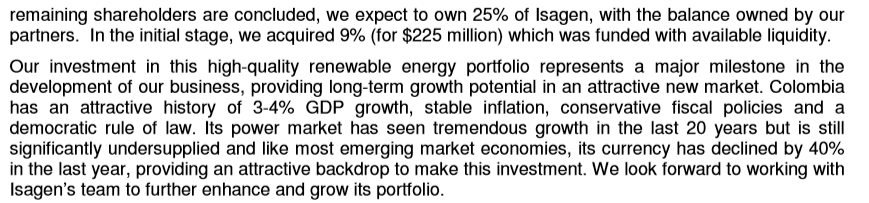 remaining shareholders are concluded, we expect to own 25% of Isagen, with the balance owned by our
partners.  In the initial stage, we acquired 9% (for $225 million) which was funded with available liquidity.
Our investment in this high-quality renewable energy portfolio represents a major milestone in the
development of our business, providing long-term growth potential in an attractive new market. Colombia
has an attractive history of 3-4% GDP growth, stable inflation, conservative fiscal policies and a
democratic rule of law. Its power market has seen tremendous growth in the last 20 years but is still
significantly undersupplied and like most emerging market economies, its currency has declined by 40%
in the last year, providing an attractive backdrop to make this investment. We look forward to working with
Isagen's team to further enhance and grow its portfolio.